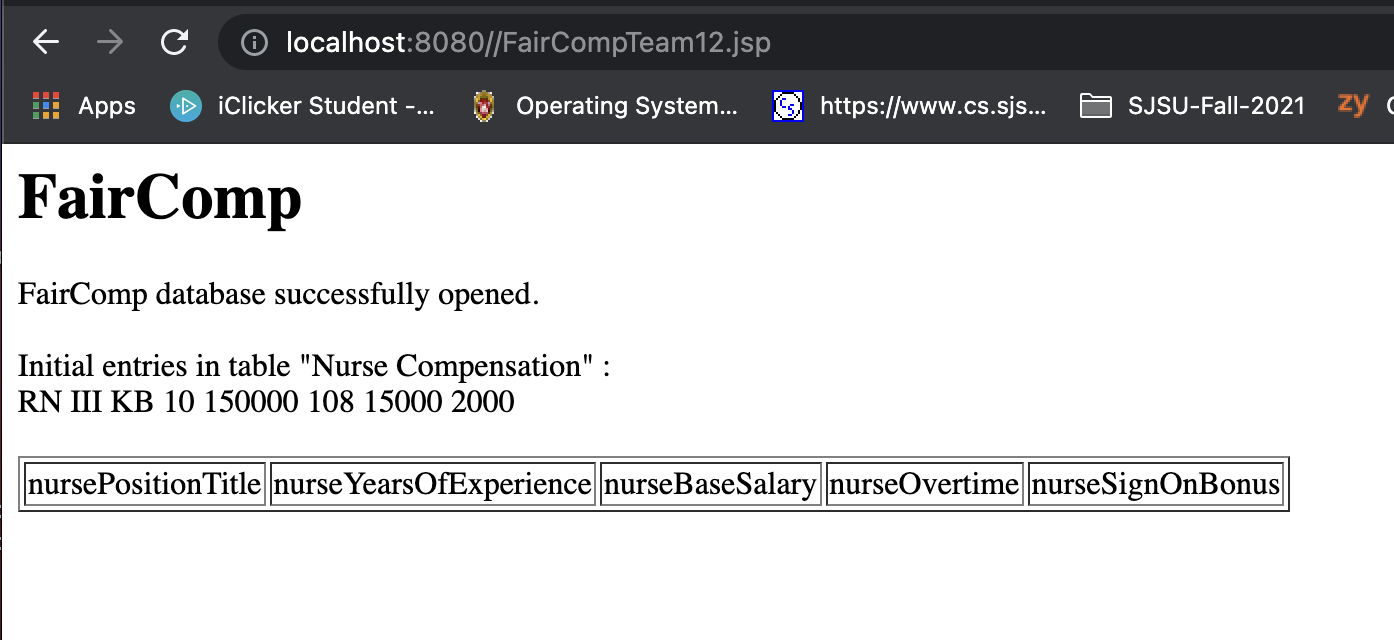 localhost:8080//FairCompTeam12.jsp
Apps iClicker Student -... Operating System... https://www.cs.sjs... SJSU-Fall-2021 zy
FairComp
FairComp database successfully opened.
Initial entries in table "Nurse Compensation" :
RN III KB 10 150000 108 15000 2000
nursePositionTitle nurseYearsOfExperience nurseBaseSalary nurseOvertime nurseSignOnBonus